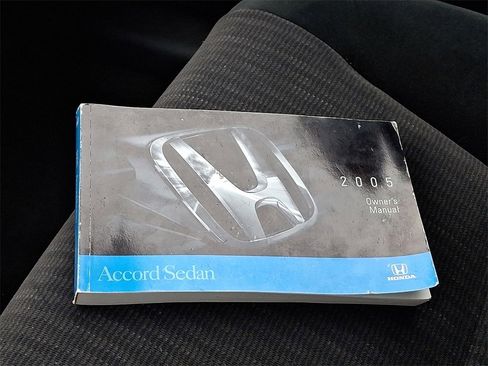 2005
Owner's
Manual
Accord Sedan
HONDA